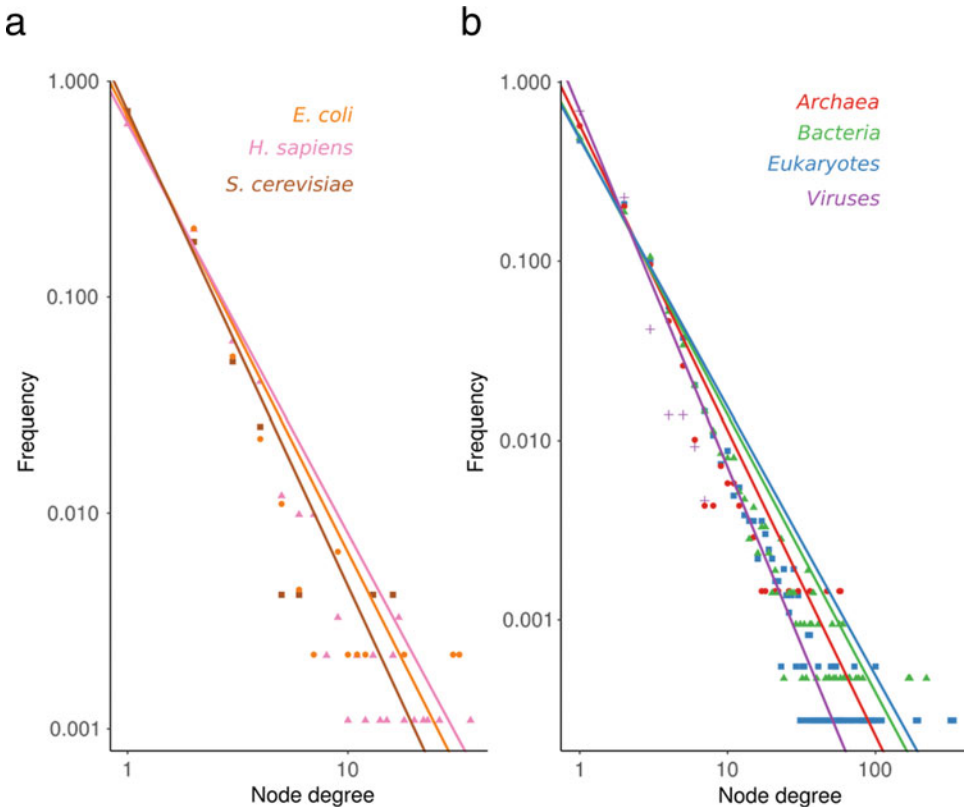 a
1.000
0.100
0.010
0.001
Frequency
E. coli
H. sapiens
S. cerevisiae
1
10
Node degree
b
1.000
0.100
0.010
0.001
Frequency
Archaea
Bacteria
Eukaryotes
Viruses
1
10
100
Node degree